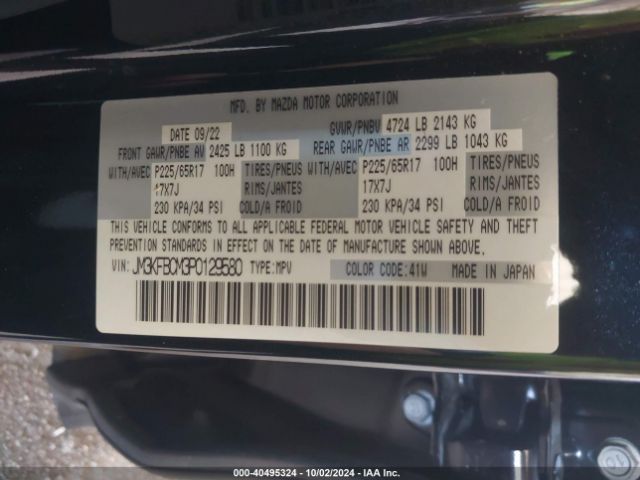 MFD. BY MAZDA MOTOR CORPORATION
DATE 09/22 GVWR/PNBV 4724 LB 2143 KG
FRONT GAWR/PNBE AV 2425 LB 1100 KG REAR GAWR/PNBE AR 2299 LB 1043 KG
WITH/AVEC P225/65R17 100H TIRES/PNEUS WITH/AVEC P225/65R17 100H TIRES/PNEUS
17X7J RIMS/JANTES 17X7J RIMS/JANTES
230 KPA/34 PSI COLD/A FROID 230 KPA/34 PSI COLD/A FROID
THIS VEHICLE CONFORMS TO ALL APPLICABLE FEDERAL MOTOR VEHICLE SAFETY AND THEFT
PREVENTION STANDARDS IN EFFECT ON THE DATE OF MANUFACTURE SHOWN ABOVE.
VIN: JM3KFBCM3P0129580 TYPE:MPV COLOR CODE:41W MADE IN JAPAN
000-40495324 - 10/02/2024 - IAA Inc.